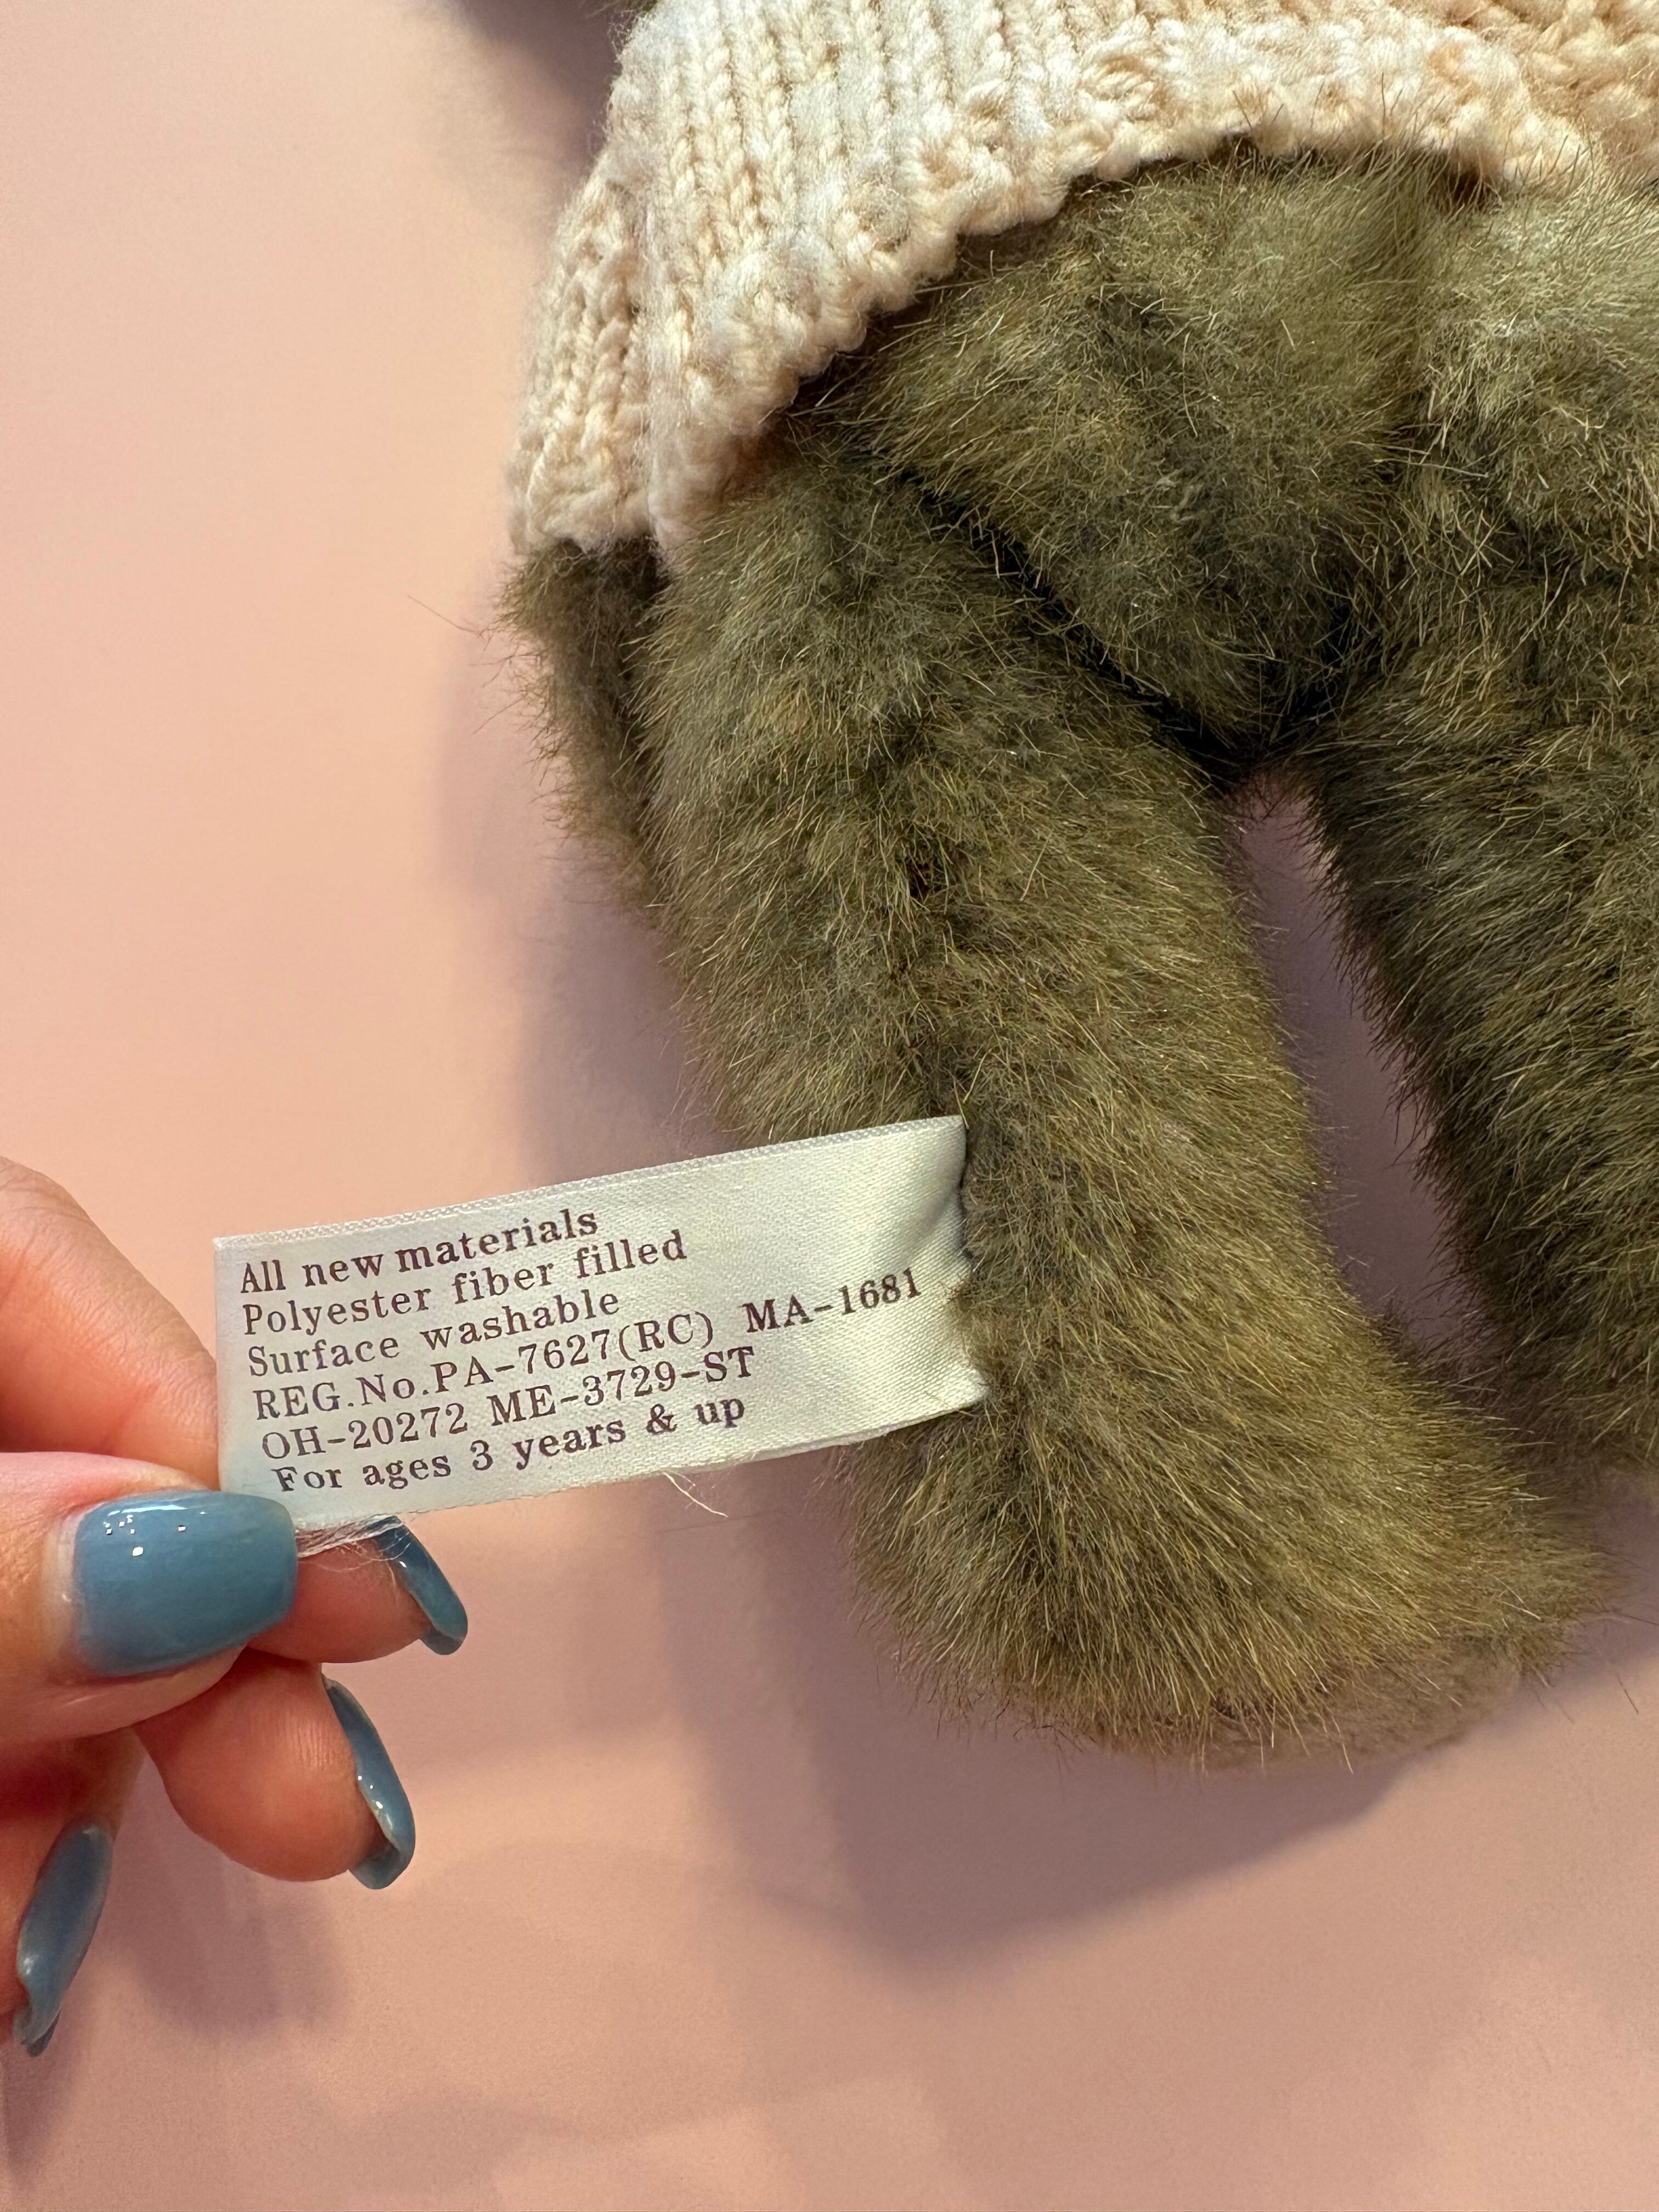 All new materials
Polyester fiber filled
Surface washable
REG.No.PA-7627(RC) MA-1681
OH-20272 ME-3729-ST
For ages 3 years & up